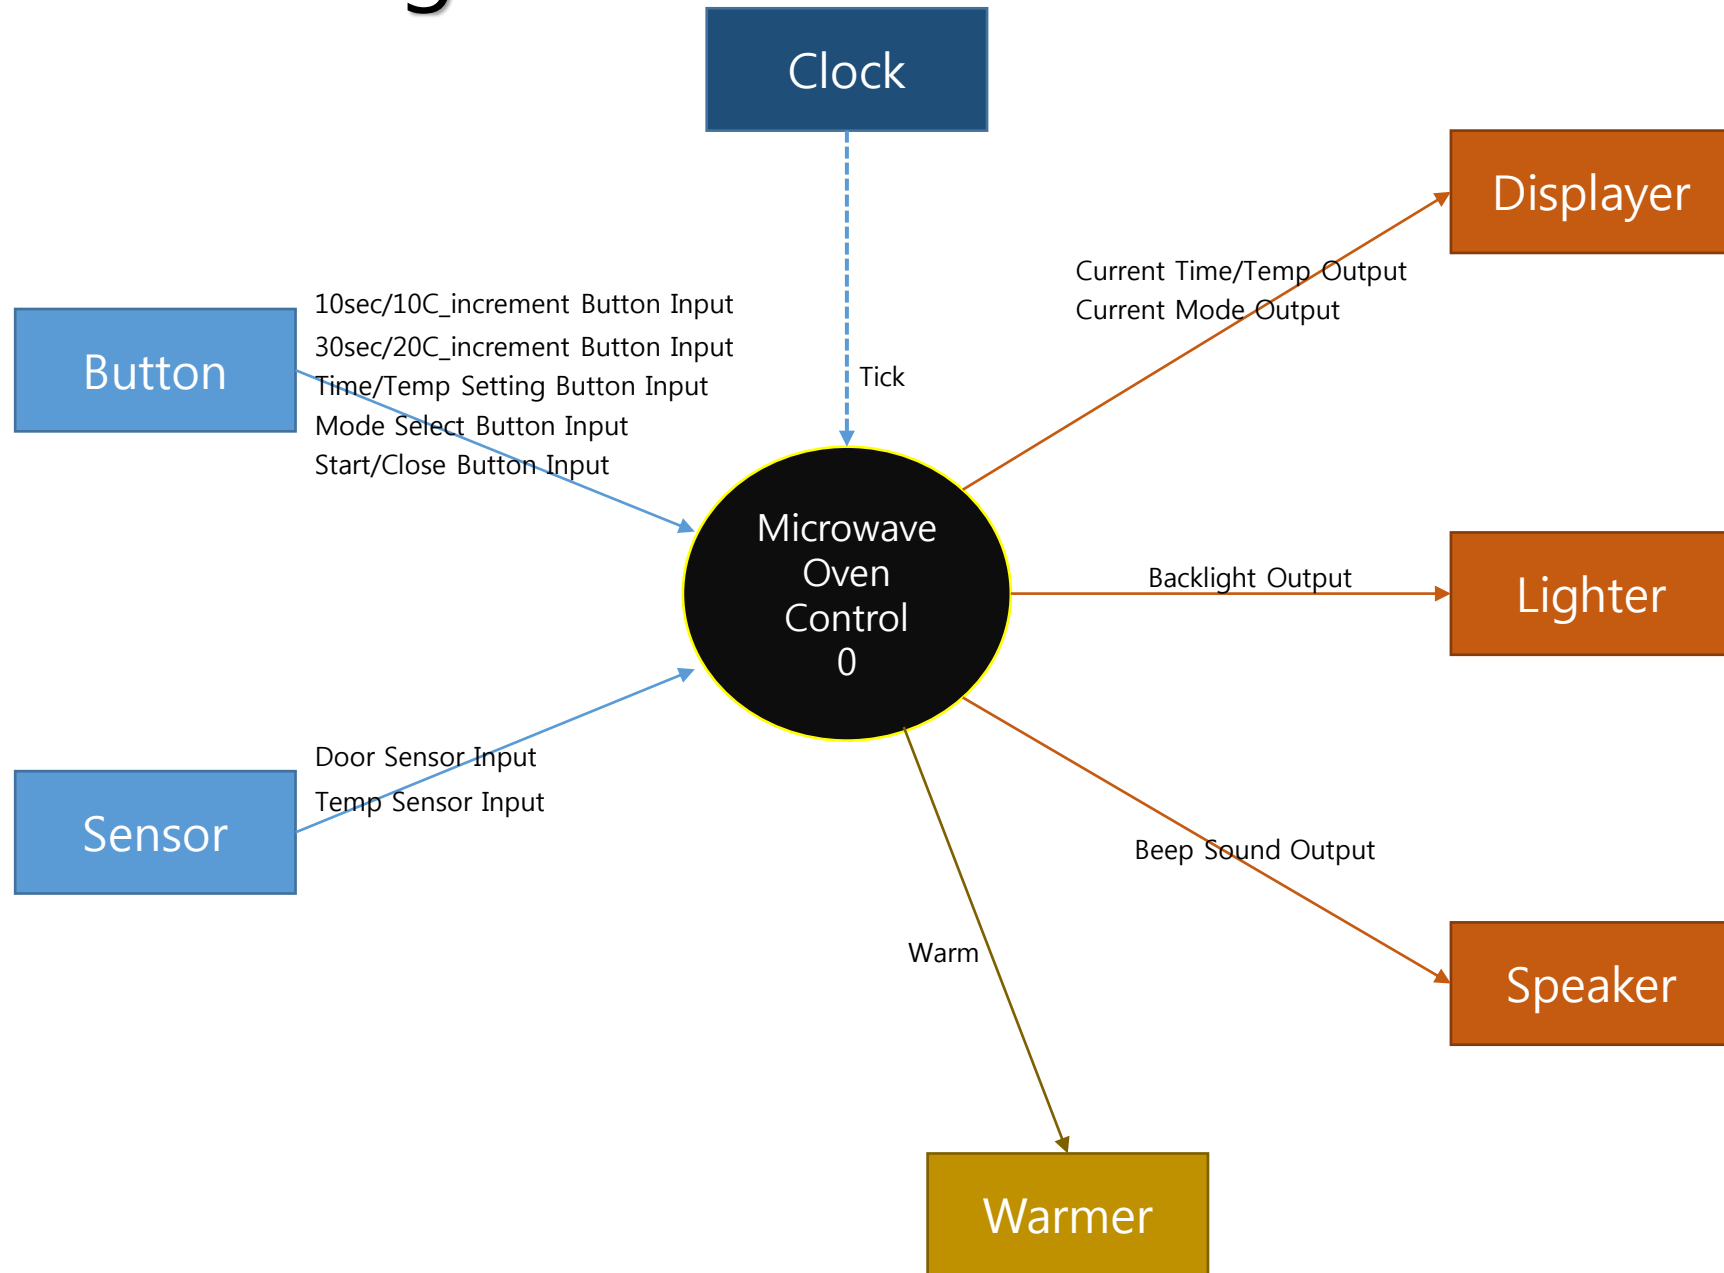 Clock
Displayer
Current Time/Temp Output
Current Mode Output
10sec/10C_increment Button Input
30sec/20C_increment Button Input
Time/Temp Setting Button Input
Mode Select Button Input
Start/Close Button Input
Button
Tick
Microwave
Oven
Control
0
Backlight Output
Lighter
Door Sensor Input
Temp Sensor Input
Sensor
Beep Sound Output
Warm
Speaker
Warmer